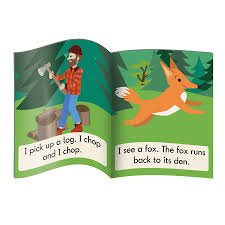 I pick up a log. I chop
and I chop.
I see a fox. The fox runs
back to its den.